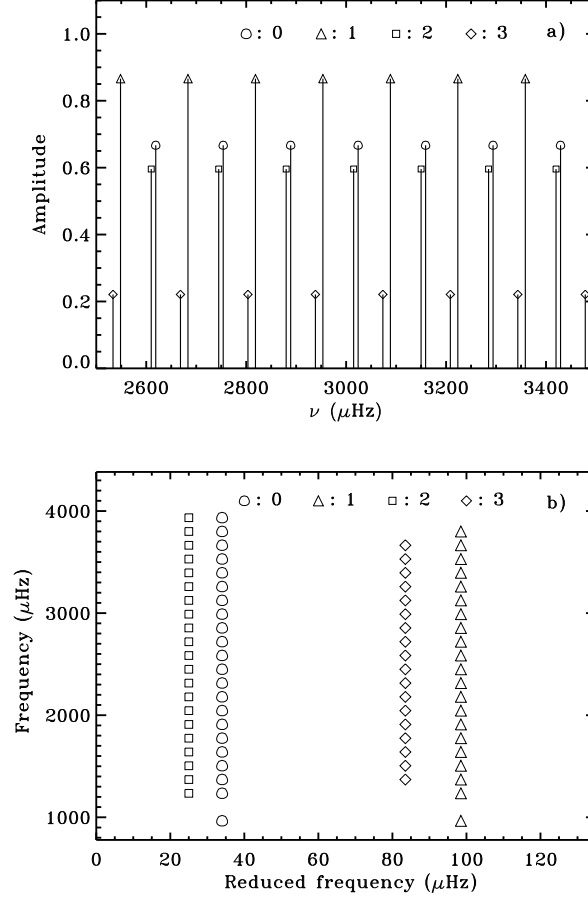 ○: 0 △: 1 □: 2 ◇: 3 a)
1.0
0.8
0.6
0.4
0.2
0.0
Amplitude
2600 2800 3000 3200 3400
ν (μHz)
○: 0 △: 1 □: 2 ◇: 3 b)
4000
3000
2000
1000
Frequency (μHz)
0 20 40 60 80 100 120
Reduced frequency (μHz)